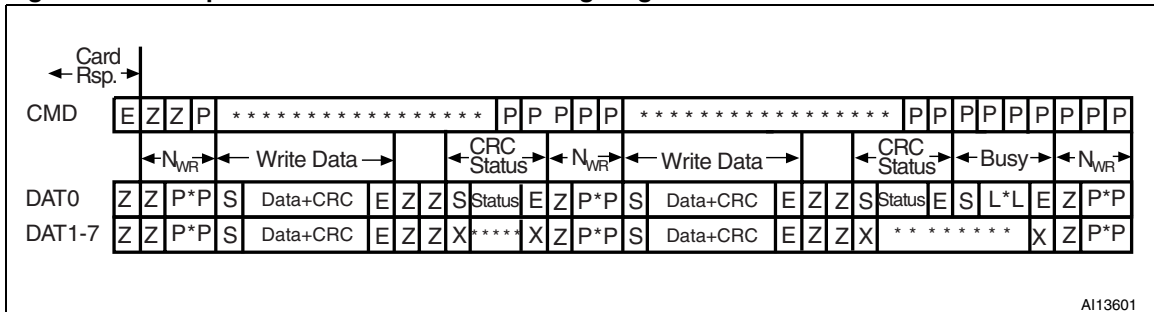 Card
Rsp.
CMD E Z Z P * * * * * * * * * * * * * * * * P P P P P * * * * * * * * * * * * * * * * P P P P P P P P P
N WR Write Data CRC Status N WR Write Data CRC Status Busy N WR
DAT0 Z Z P*P S Data+CRC E Z Z S Status E Z P*P S Data+CRC E Z Z S Status E S L*L E Z P*P
DAT1-7 Z Z P*P S Data+CRC E Z Z X ***** X Z P*P S Data+CRC E Z Z X * * * * * * * * X Z P*P
AI13601